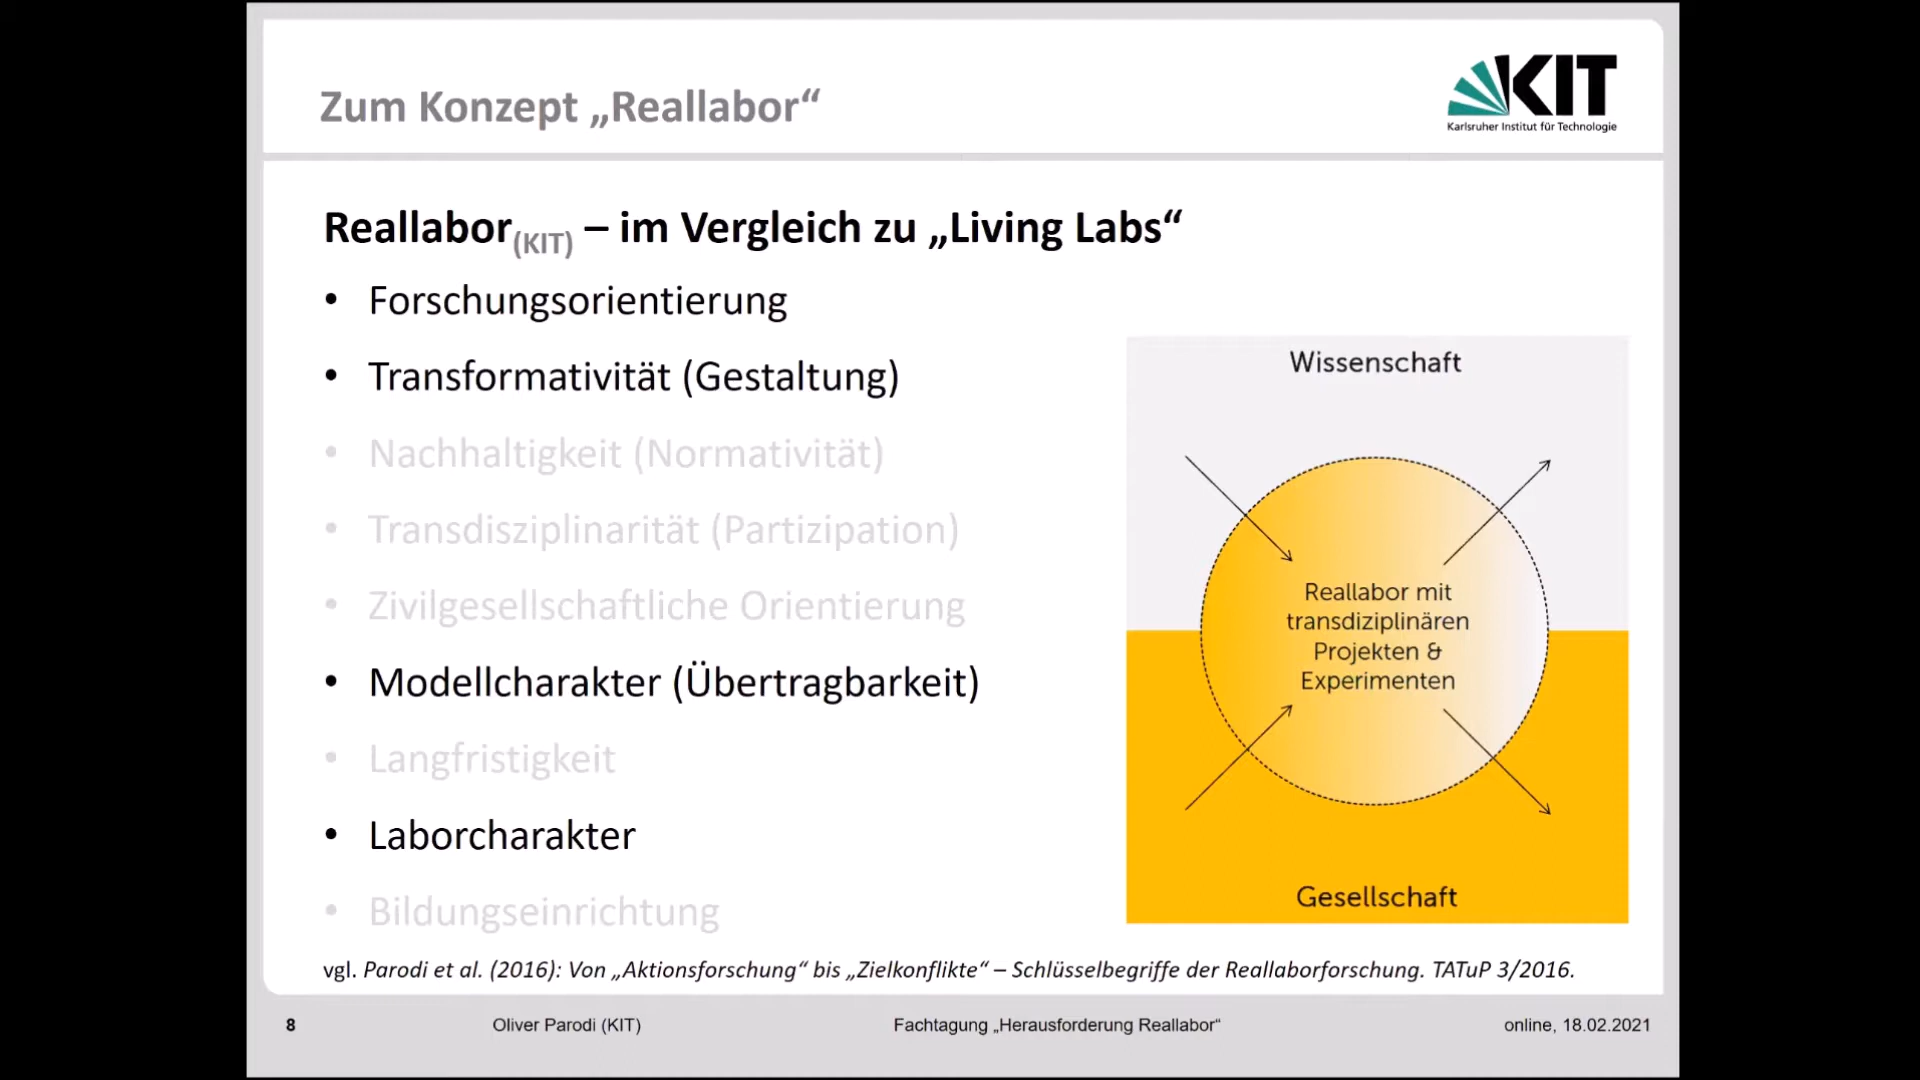 Zum Konzept „Reallabor“
KIT
Karlsruher Institut für Technologie
Reallabor(KIT) – im Vergleich zu „Living Labs“
• Forschungsorientierung
• Transformativität (Gestaltung)
• Nachhaltigkeit (Normativität)
• Transdisziplinarität (Partizipation)
• Zivilgesellschaftliche Orientierung
• Modellcharakter (Übertragbarkeit)
• Langfristigkeit
• Laborcharakter
• Bildungseinrichtung
Wissenschaft
Reallabor mit
transdiziplinären
Projekten &
Experimenten
Gesellschaft
vgl. Parodi et al. (2016): Von „Aktionsforschung“ bis „Zielkonflikte“ – Schlüsselbegriffe der Reallaborforschung. TATuP 3/2016.
8 Oliver Parodi (KIT) Fachtagung „Herausforderung Reallabor“ online, 18.02.2021